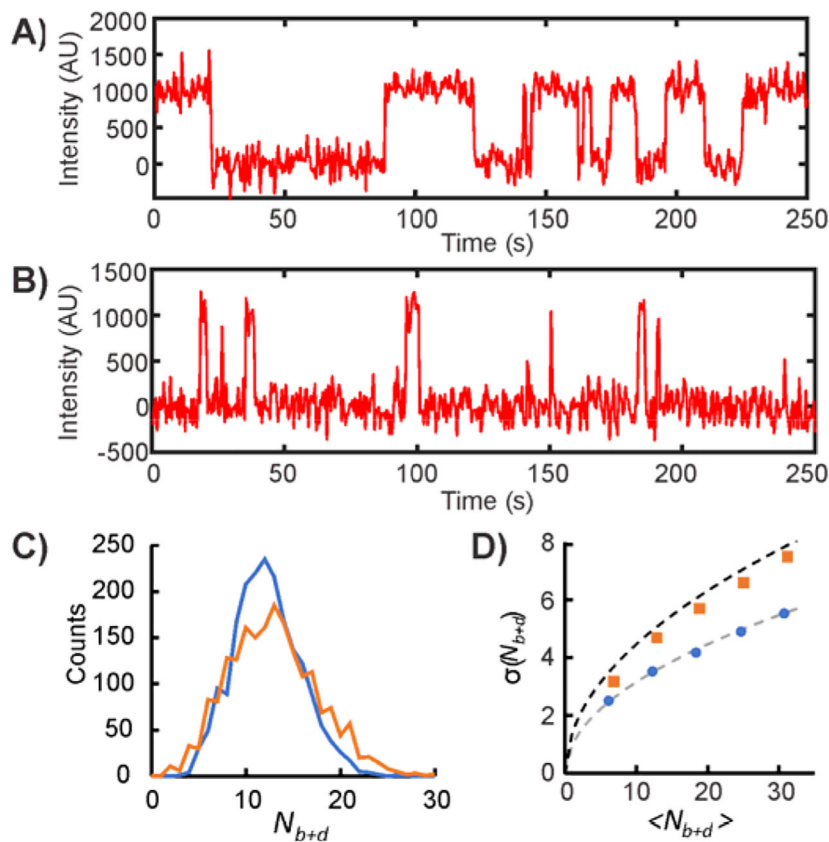 A)
2000
1500
1000
500
0
Intensity (AU)
0 50 100 150 200 250
Time (s)
B)
1500
1000
500
0
-500
Intensity (AU)
0 50 100 150 200 250
Time (s)
C)
250
200
150
100
50
0
Counts
0 10 20 30
N_{b+d}
D)
8
6
4
2
0
σ(N_{b+d})
0 10 20 30
<N_{b+d}>